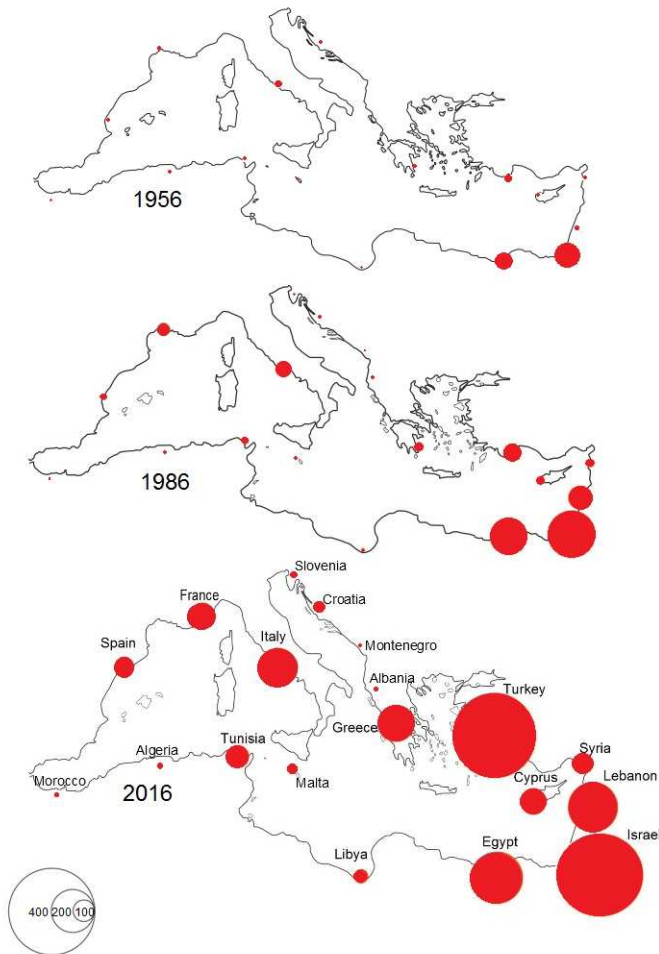 1956
1986
Slovenia
France
Croatia
Spain
Italy
Montenegro
Albania
Turkey
Greece
Tunisia
Syria
Algeria
Cyprus
Lebanon
Morocco
Malta
2016
Israel
Libya
Egypt
400 200 100